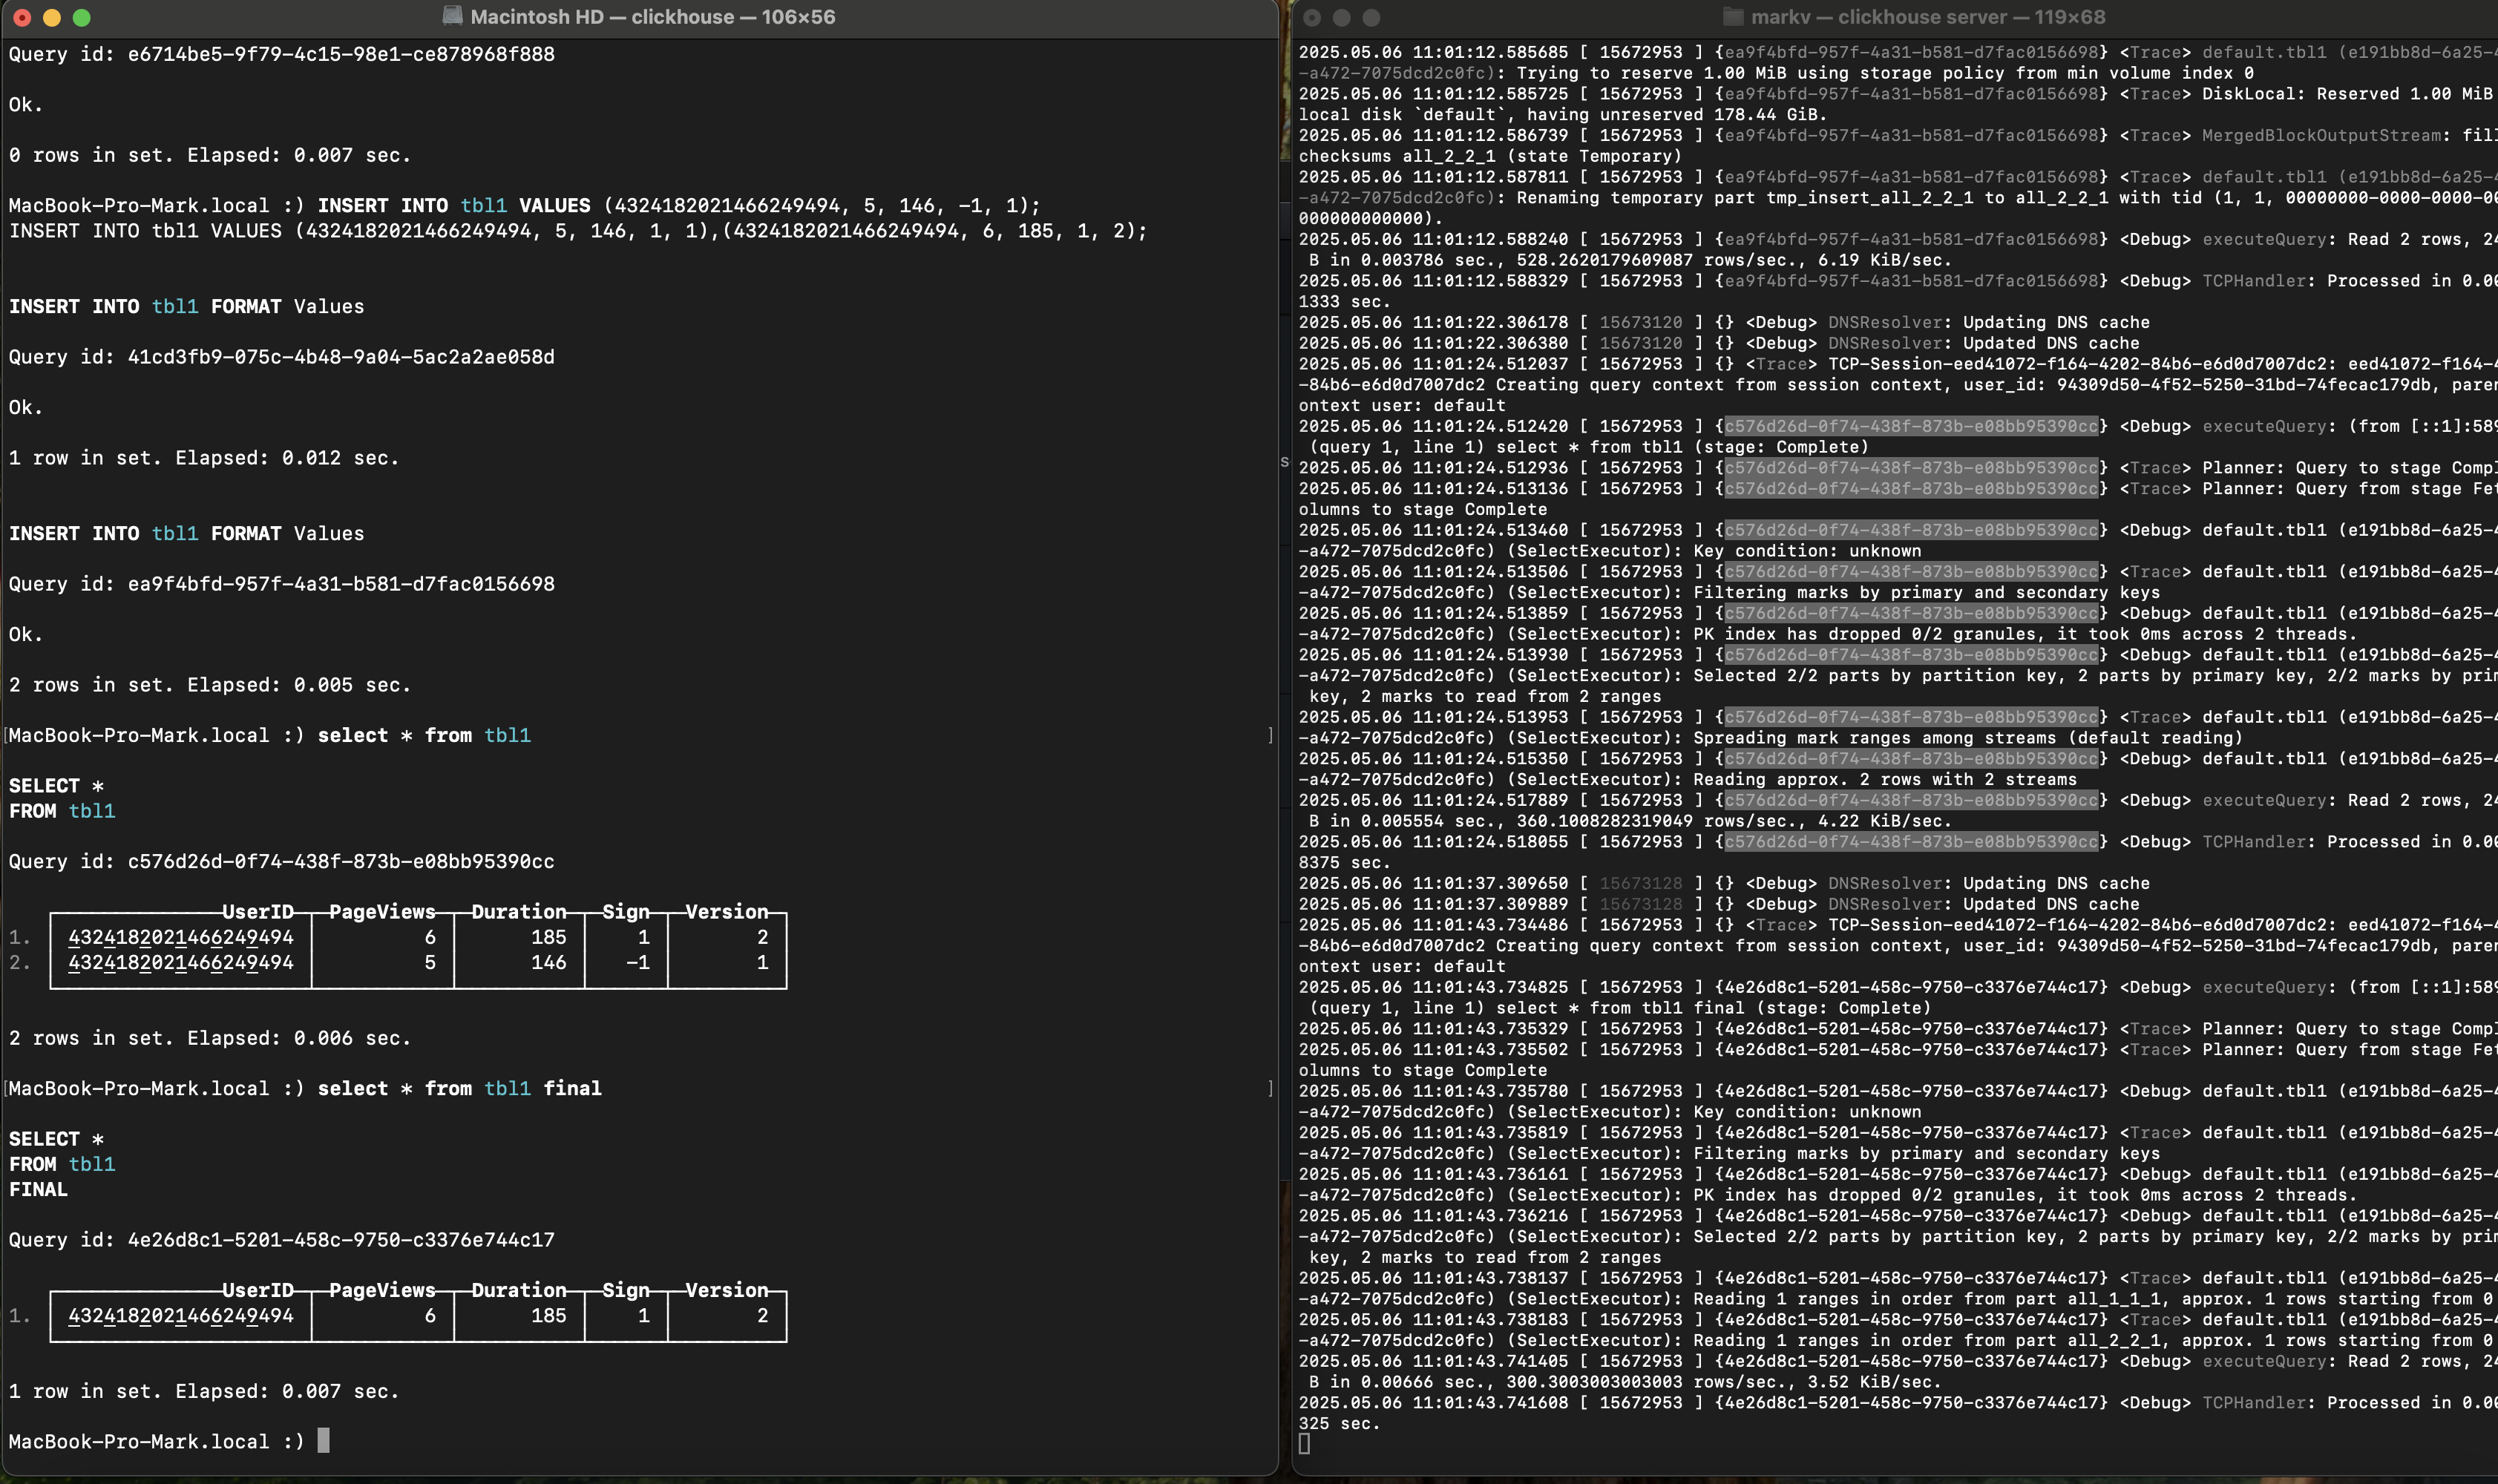 Macintosh HD — clickhouse — 106×56
Query id: e6714be5-9f79-4c15-98e1-ce878968f888
Ok.
0 rows in set. Elapsed: 0.007 sec.
MacBook-Pro-Mark.local :) INSERT INTO tbl1 VALUES (4324182021466249494, 5, 146, -1, 1);
INSERT INTO tbl1 VALUES (4324182021466249494, 5, 146, 1, 1),(4324182021466249494, 6, 185, 1, 2);
INSERT INTO tbl1 FORMAT Values
Query id: 41cd3fb9-075c-4b48-9a04-5ac2a2ae058d
Ok.
1 row in set. Elapsed: 0.012 sec.
INSERT INTO tbl1 FORMAT Values
Query id: ea9f4bfd-957f-4a31-b581-d7fac0156698
Ok.
2 rows in set. Elapsed: 0.005 sec.
[MacBook-Pro-Mark.local :) select * from tbl1 ]
SELECT *
FROM tbl1
Query id: c576d26d-0f74-438f-873b-e08bb95390cc
UserID PageViews Duration Sign Version
1. 4324182021466249494 6 185 1 2
2. 4324182021466249494 5 146 -1 1
2 rows in set. Elapsed: 0.006 sec.
[MacBook-Pro-Mark.local :) select * from tbl1 final ]
SELECT *
FROM tbl1
FINAL
Query id: 4e26d8c1-5201-458c-9750-c3376e744c17
UserID PageViews Duration Sign Version
1. 4324182021466249494 6 185 1 2
1 row in set. Elapsed: 0.007 sec.
MacBook-Pro-Mark.local :)
markv — clickhouse server — 119×68
2025.05.06 11:01:12.585685 [ 15672953 ] {ea9f4bfd-957f-4a31-b581-d7fac0156698} <Trace> default.tbl1 (e191bb8d-6a25-4
-a472-7075dcd2c0fc): Trying to reserve 1.00 MiB using storage policy from min volume index 0
2025.05.06 11:01:12.585725 [ 15672953 ] {ea9f4bfd-957f-4a31-b581-d7fac0156698} <Trace> DiskLocal: Reserved 1.00 MiB
local disk `default`, having unreserved 178.44 GiB.
2025.05.06 11:01:12.586739 [ 15672953 ] {ea9f4bfd-957f-4a31-b581-d7fac0156698} <Trace> MergedBlockOutputStream: fill
checksums all_2_2_1 (state Temporary)
2025.05.06 11:01:12.587811 [ 15672953 ] {ea9f4bfd-957f-4a31-b581-d7fac0156698} <Trace> default.tbl1 (e191bb8d-6a25-4
-a472-7075dcd2c0fc): Renaming temporary part tmp_insert_all_2_2_1 to all_2_2_1 with tid (1, 1, 00000000-0000-0000-00
000000000000).
2025.05.06 11:01:12.588240 [ 15672953 ] {ea9f4bfd-957f-4a31-b581-d7fac0156698} <Debug> executeQuery: Read 2 rows, 24
B in 0.003786 sec., 528.2620179609087 rows/sec., 6.19 KiB/sec.
2025.05.06 11:01:12.588329 [ 15672953 ] {ea9f4bfd-957f-4a31-b581-d7fac0156698} <Debug> TCPHandler: Processed in 0.00
1333 sec.
2025.05.06 11:01:22.306178 [ 15673120 ] {} <Debug> DNSResolver: Updating DNS cache
2025.05.06 11:01:22.306380 [ 15673120 ] {} <Debug> DNSResolver: Updated DNS cache
2025.05.06 11:01:24.512037 [ 15672953 ] {} <Trace> TCP-Session-eed41072-f164-4202-84b6-e6d0d7007dc2: eed41072-f164-4
-84b6-e6d0d7007dc2 Creating query context from session context, user_id: 94309d50-4f52-5250-31bd-74fecac179db, paren
ontext user: default
2025.05.06 11:01:24.512420 [ 15672953 ] {c576d26d-0f74-438f-873b-e08bb95390cc} <Debug> executeQuery: (from [::1]:589
(query 1, line 1) select * from tbl1 (stage: Complete)
2025.05.06 11:01:24.512936 [ 15672953 ] {c576d26d-0f74-438f-873b-e08bb95390cc} <Trace> Planner: Query to stage Compl
2025.05.06 11:01:24.513136 [ 15672953 ] {c576d26d-0f74-438f-873b-e08bb95390cc} <Trace> Planner: Query from stage Fet
olumns to stage Complete
2025.05.06 11:01:24.513460 [ 15672953 ] {c576d26d-0f74-438f-873b-e08bb95390cc} <Debug> default.tbl1 (e191bb8d-6a25-4
-a472-7075dcd2c0fc) (SelectExecutor): Key condition: unknown
2025.05.06 11:01:24.513506 [ 15672953 ] {c576d26d-0f74-438f-873b-e08bb95390cc} <Trace> default.tbl1 (e191bb8d-6a25-4
-a472-7075dcd2c0fc) (SelectExecutor): Filtering marks by primary and secondary keys
2025.05.06 11:01:24.513859 [ 15672953 ] {c576d26d-0f74-438f-873b-e08bb95390cc} <Debug> default.tbl1 (e191bb8d-6a25-4
-a472-7075dcd2c0fc) (SelectExecutor): PK index has dropped 0/2 granules, it took 0ms across 2 threads.
2025.05.06 11:01:24.513930 [ 15672953 ] {c576d26d-0f74-438f-873b-e08bb95390cc} <Debug> default.tbl1 (e191bb8d-6a25-4
-a472-7075dcd2c0fc) (SelectExecutor): Selected 2/2 parts by partition key, 2 parts by primary key, 2/2 marks by prim
key, 2 marks to read from 2 ranges
2025.05.06 11:01:24.513953 [ 15672953 ] {c576d26d-0f74-438f-873b-e08bb95390cc} <Trace> default.tbl1 (e191bb8d-6a25-4
-a472-7075dcd2c0fc) (SelectExecutor): Spreading mark ranges among streams (default reading)
2025.05.06 11:01:24.515350 [ 15672953 ] {c576d26d-0f74-438f-873b-e08bb95390cc} <Debug> default.tbl1 (e191bb8d-6a25-4
-a472-7075dcd2c0fc) (SelectExecutor): Reading approx. 2 rows with 2 streams
2025.05.06 11:01:24.517889 [ 15672953 ] {c576d26d-0f74-438f-873b-e08bb95390cc} <Debug> executeQuery: Read 2 rows, 24
B in 0.005554 sec., 360.1008282319049 rows/sec., 4.22 KiB/sec.
2025.05.06 11:01:24.518055 [ 15672953 ] {c576d26d-0f74-438f-873b-e08bb95390cc} <Debug> TCPHandler: Processed in 0.00
8375 sec.
2025.05.06 11:01:37.309650 [ 15673128 ] {} <Debug> DNSResolver: Updating DNS cache
2025.05.06 11:01:37.309889 [ 15673128 ] {} <Debug> DNSResolver: Updated DNS cache
2025.05.06 11:01:43.734486 [ 15672953 ] {} <Trace> TCP-Session-eed41072-f164-4202-84b6-e6d0d7007dc2: eed41072-f164-4
-84b6-e6d0d7007dc2 Creating query context from session context, user_id: 94309d50-4f52-5250-31bd-74fecac179db, paren
ontext user: default
2025.05.06 11:01:43.734825 [ 15672953 ] {4e26d8c1-5201-458c-9750-c3376e744c17} <Debug> executeQuery: (from [::1]:589
(query 1, line 1) select * from tbl1 final (stage: Complete)
2025.05.06 11:01:43.735329 [ 15672953 ] {4e26d8c1-5201-458c-9750-c3376e744c17} <Trace> Planner: Query to stage Compl
2025.05.06 11:01:43.735502 [ 15672953 ] {4e26d8c1-5201-458c-9750-c3376e744c17} <Trace> Planner: Query from stage Fet
olumns to stage Complete
2025.05.06 11:01:43.735780 [ 15672953 ] {4e26d8c1-5201-458c-9750-c3376e744c17} <Debug> default.tbl1 (e191bb8d-6a25-4
-a472-7075dcd2c0fc) (SelectExecutor): Key condition: unknown
2025.05.06 11:01:43.735819 [ 15672953 ] {4e26d8c1-5201-458c-9750-c3376e744c17} <Trace> default.tbl1 (e191bb8d-6a25-4
-a472-7075dcd2c0fc) (SelectExecutor): Filtering marks by primary and secondary keys
2025.05.06 11:01:43.736161 [ 15672953 ] {4e26d8c1-5201-458c-9750-c3376e744c17} <Debug> default.tbl1 (e191bb8d-6a25-4
-a472-7075dcd2c0fc) (SelectExecutor): PK index has dropped 0/2 granules, it took 0ms across 2 threads.
2025.05.06 11:01:43.736216 [ 15672953 ] {4e26d8c1-5201-458c-9750-c3376e744c17} <Debug> default.tbl1 (e191bb8d-6a25-4
-a472-7075dcd2c0fc) (SelectExecutor): Selected 2/2 parts by partition key, 2 parts by primary key, 2/2 marks by prim
key, 2 marks to read from 2 ranges
2025.05.06 11:01:43.738137 [ 15672953 ] {4e26d8c1-5201-458c-9750-c3376e744c17} <Trace> default.tbl1 (e191bb8d-6a25-4
-a472-7075dcd2c0fc) (SelectExecutor): Reading 1 ranges in order from part all_1_1_1, approx. 1 rows starting from 0
2025.05.06 11:01:43.738183 [ 15672953 ] {4e26d8c1-5201-458c-9750-c3376e744c17} <Trace> default.tbl1 (e191bb8d-6a25-4
-a472-7075dcd2c0fc) (SelectExecutor): Reading 1 ranges in order from part all_2_2_1, approx. 1 rows starting from 0
2025.05.06 11:01:43.741405 [ 15672953 ] {4e26d8c1-5201-458c-9750-c3376e744c17} <Debug> executeQuery: Read 2 rows, 24
B in 0.00666 sec., 300.3003003003003 rows/sec., 3.52 KiB/sec.
2025.05.06 11:01:43.741608 [ 15672953 ] {4e26d8c1-5201-458c-9750-c3376e744c17} <Debug> TCPHandler: Processed in 0.00
325 sec.